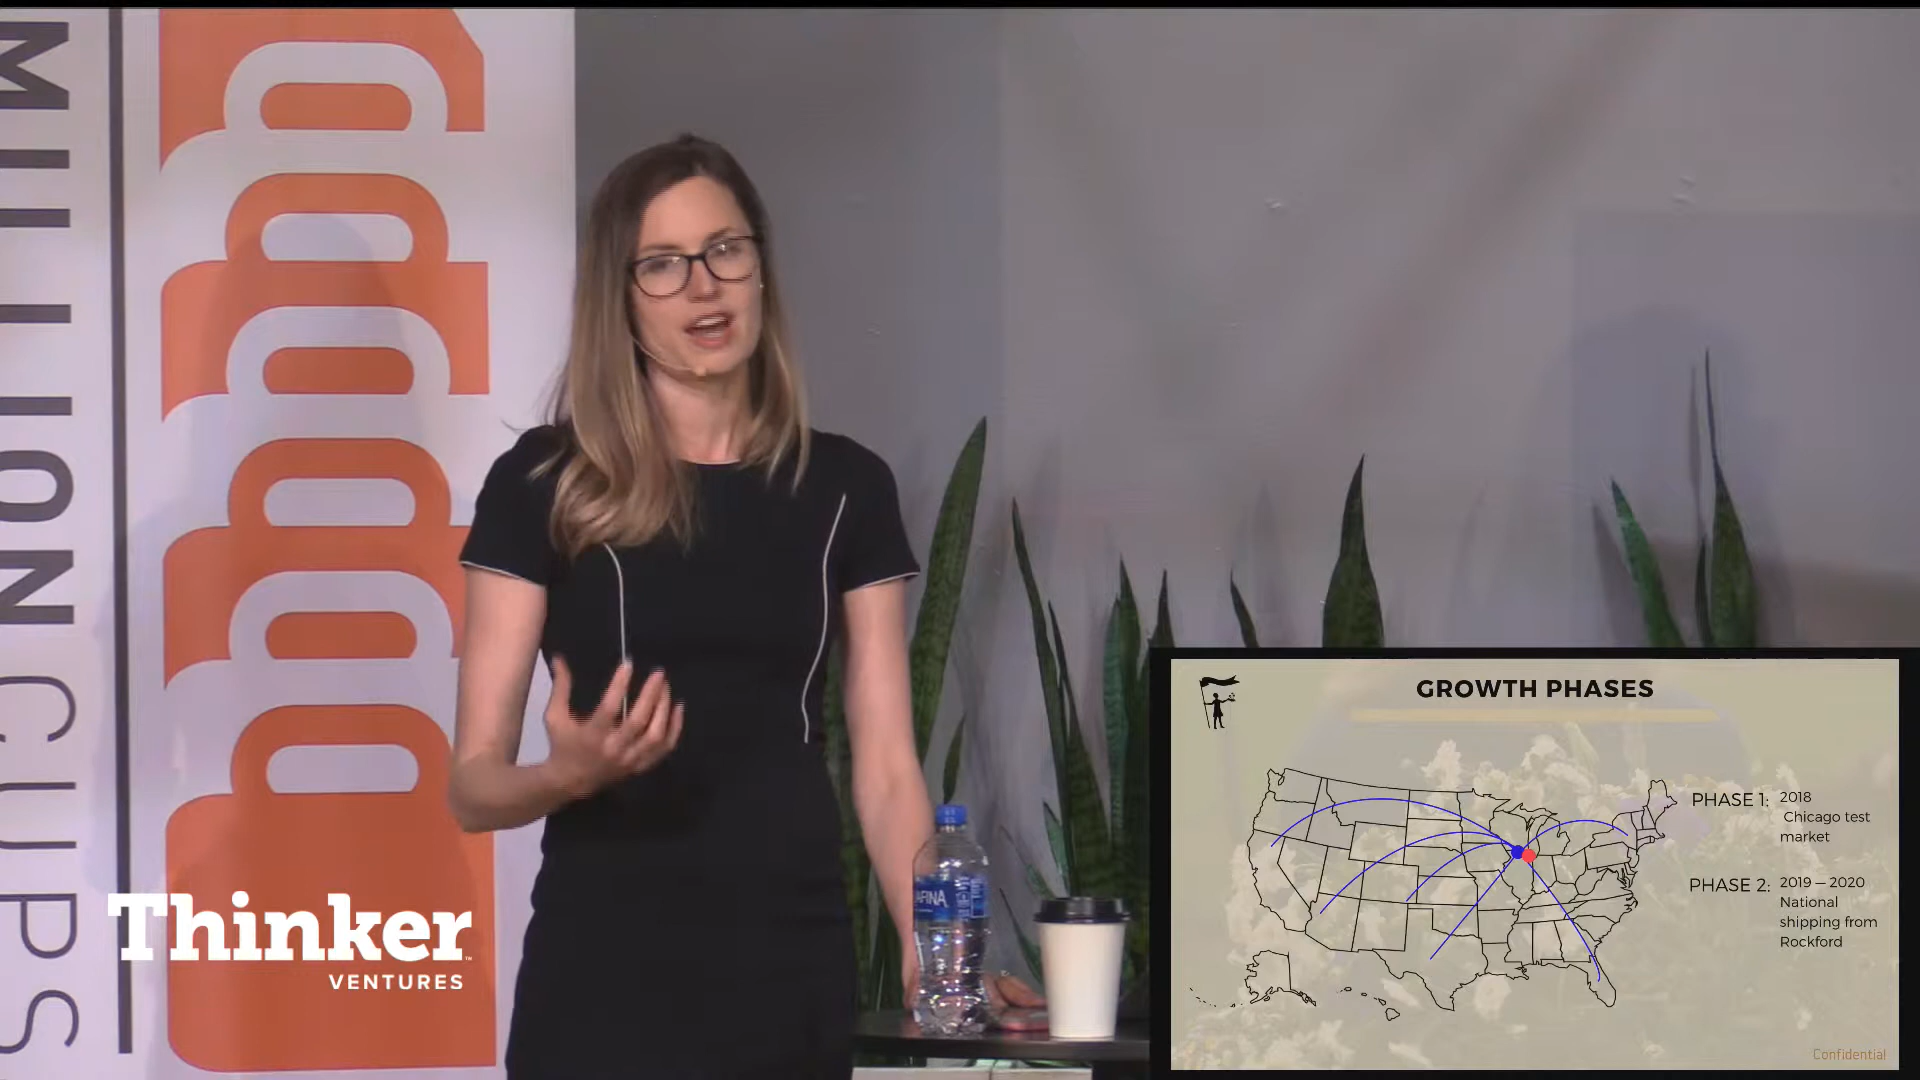 MILLION CUPS
Thinker
VENTURES
AFINA
GROWTH PHASES
PHASE 1: 2018
Chicago test
market
PHASE 2: 2019 — 2020
National
shipping from
Rockford
Confidential